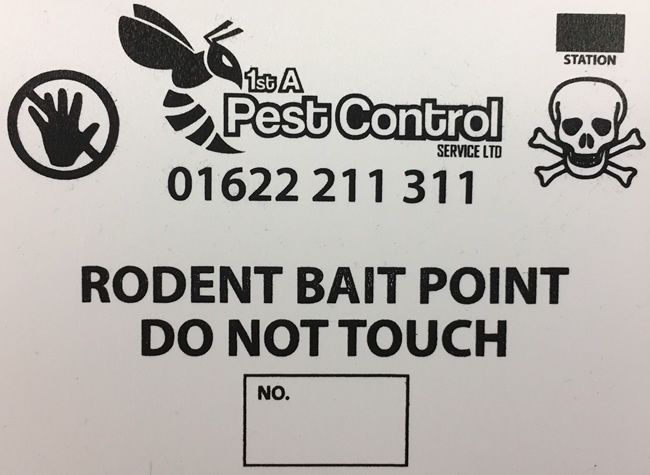 STATION
1st A
Pest Control
SERVICE LTD
01622 211 311
RODENT BAIT POINT
DO NOT TOUCH
NO.